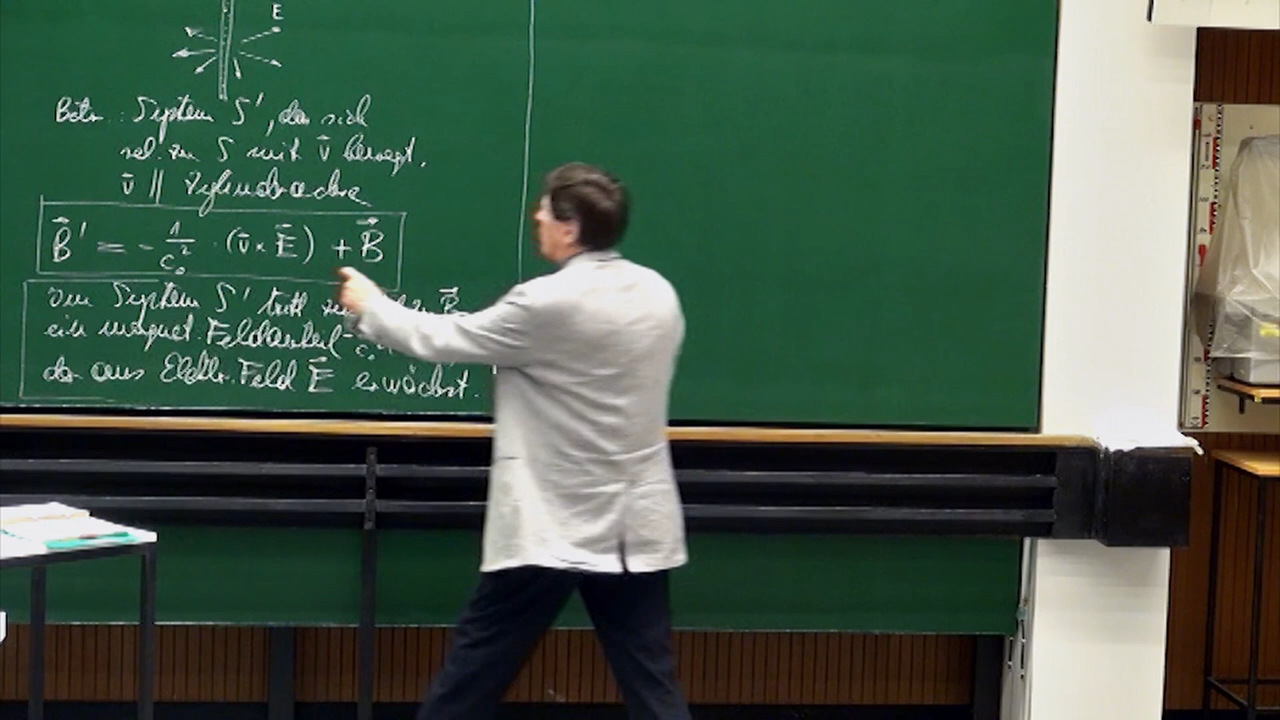 E
Betr.: System S', das sich
rel. zu S mit v⃗ bewegt.
v⃗ || Zylinderachse
B⃗' = - 1/c₀² · (v⃗ × E⃗) + B⃗
Im System S' tritt zu B⃗
ein magnet. Feldanteil -
der aus Elektr. Feld E⃗ erwächst.